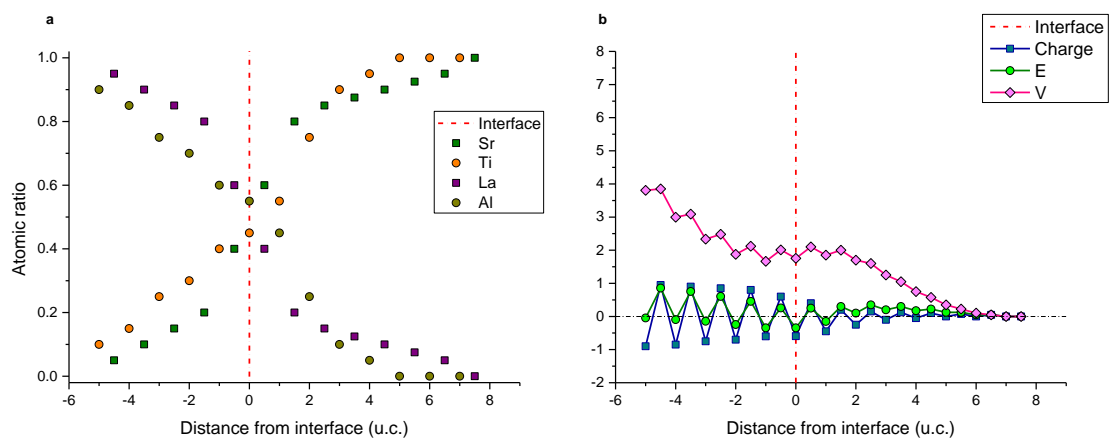 a
Atomic ratio
1.0
0.8
0.6
0.4
0.2
0.0
-6 -4 -2 0 2 4 6 8
Distance from interface (u.c.)
Interface
Sr
Ti
La
Al
b
8
7
6
5
4
3
2
1
0
-1
-2
-6 -4 -2 0 2 4 6 8
Distance from interface (u.c.)
Interface
Charge
E
V